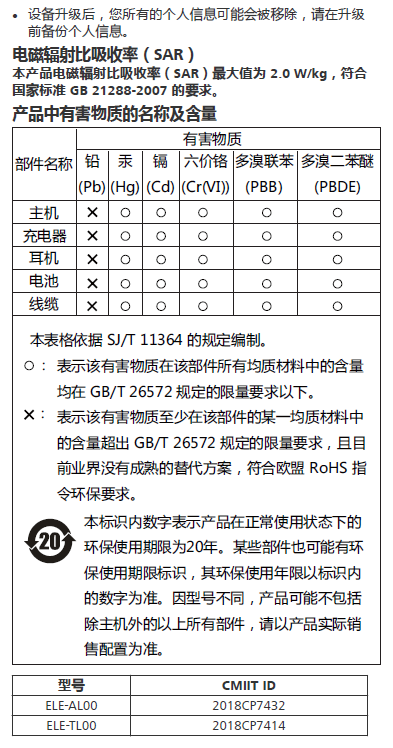 • 设备升级后，您所有的个人信息可能会被移除，请在升级
前备份个人信息。
电磁辐射比吸收率（SAR）
本产品电磁辐射比吸收率（SAR）最大值为 2.0 W/kg，符合
国家标准 GB 21288-2007 的要求。
产品中有害物质的名称及含量
部件名称 有害物质
铅 汞 镉 六价铬 多溴联苯 多溴二苯醚
(Pb) (Hg) (Cd) (Cr(VI)) (PBB) (PBDE)
主机 × ○ ○ ○ ○ ○
充电器 × ○ ○ ○ ○ ○
耳机 × ○ ○ ○ ○ ○
电池 × ○ ○ ○ ○ ○
线缆 × ○ ○ ○ ○ ○
本表格依据 SJ/T 11364 的规定编制。
○： 表示该有害物质在该部件所有均质材料中的含量
均在 GB/T 26572 规定的限量要求以下。
×： 表示该有害物质至少在该部件的某一均质材料中
的含量超出 GB/T 26572 规定的限量要求，且目
前业界没有成熟的替代方案，符合欧盟 RoHS 指
令环保要求。
20
本标识内数字表示产品在正常使用状态下的
环保使用期限为20年。某些部件也可能有环
保使用期限标识，其环保使用年限以标识内
的数字为准。因型号不同，产品可能不包括
除主机外的以上所有部件，请以产品实际销
售配置为准。
型号 CMIIT ID
ELE-AL00 2018CP7432
ELE-TL00 2018CP7414